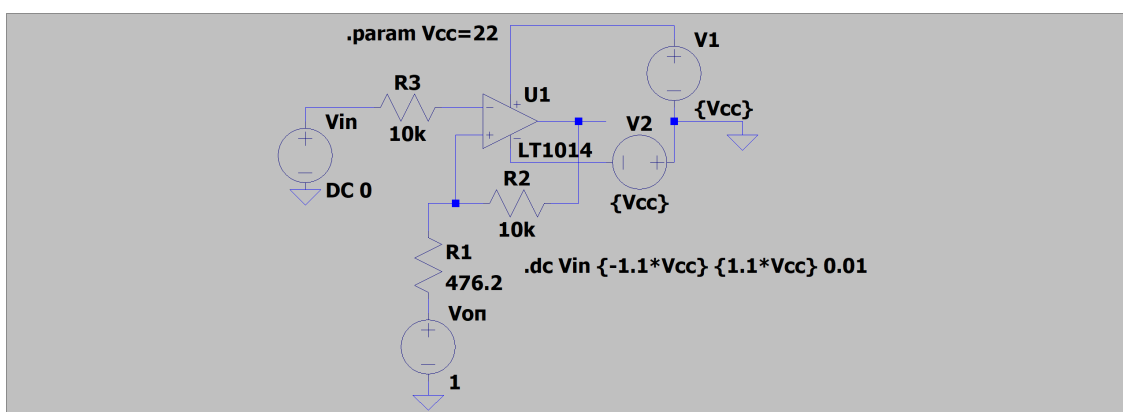 .param Vcc=22
V1
R3
U1
Vin
10k
{Vcc}
V2
LT1014
DC 0
R2
{Vcc}
10k
R1
.dc Vin {-1.1*Vcc} {1.1*Vcc} 0.01
476.2
Vоп
1